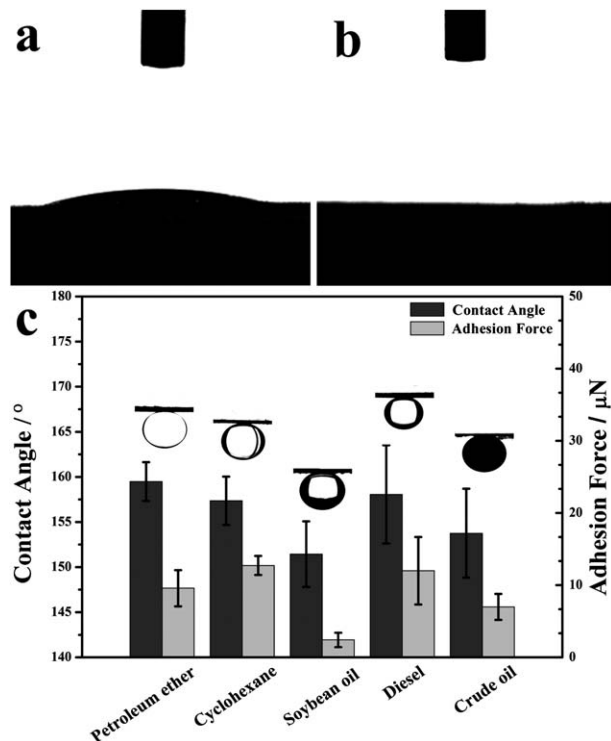 a
b
c
Contact Angle
Adhesion Force
180
175
170
165
160
155
150
145
140
Contact Angle / °
50
40
30
20
10
0
Adhesion Force / μN
Petroleum ether
Cyclohexane
Soybean oil
Diesel
Crude oil